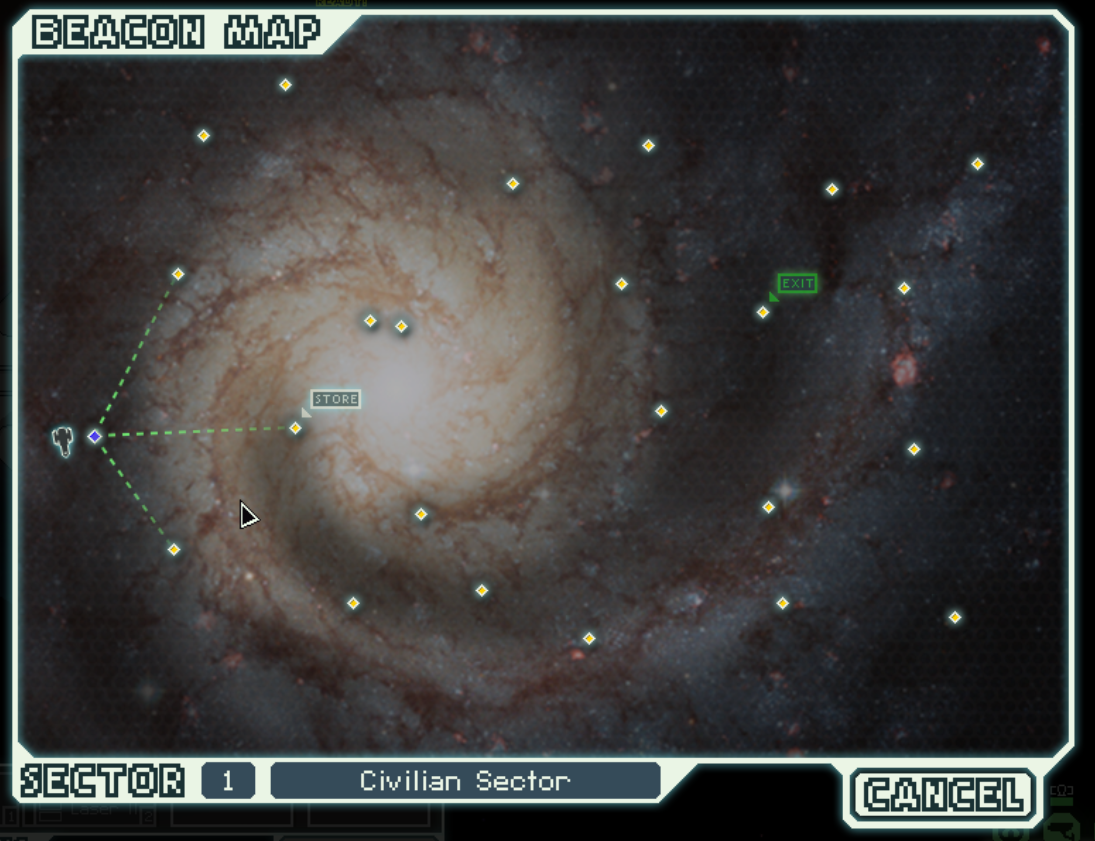 BEACON MAP
EXIT
STORE
SECTOR
1
Civilian Sector
CANCEL